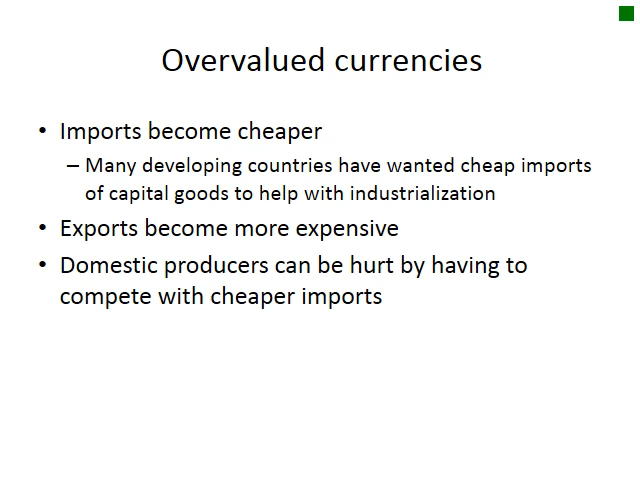 Overvalued currencies
• Imports become cheaper
– Many developing countries have wanted cheap imports
of capital goods to help with industrialization
• Exports become more expensive
• Domestic producers can be hurt by having to
compete with cheaper imports